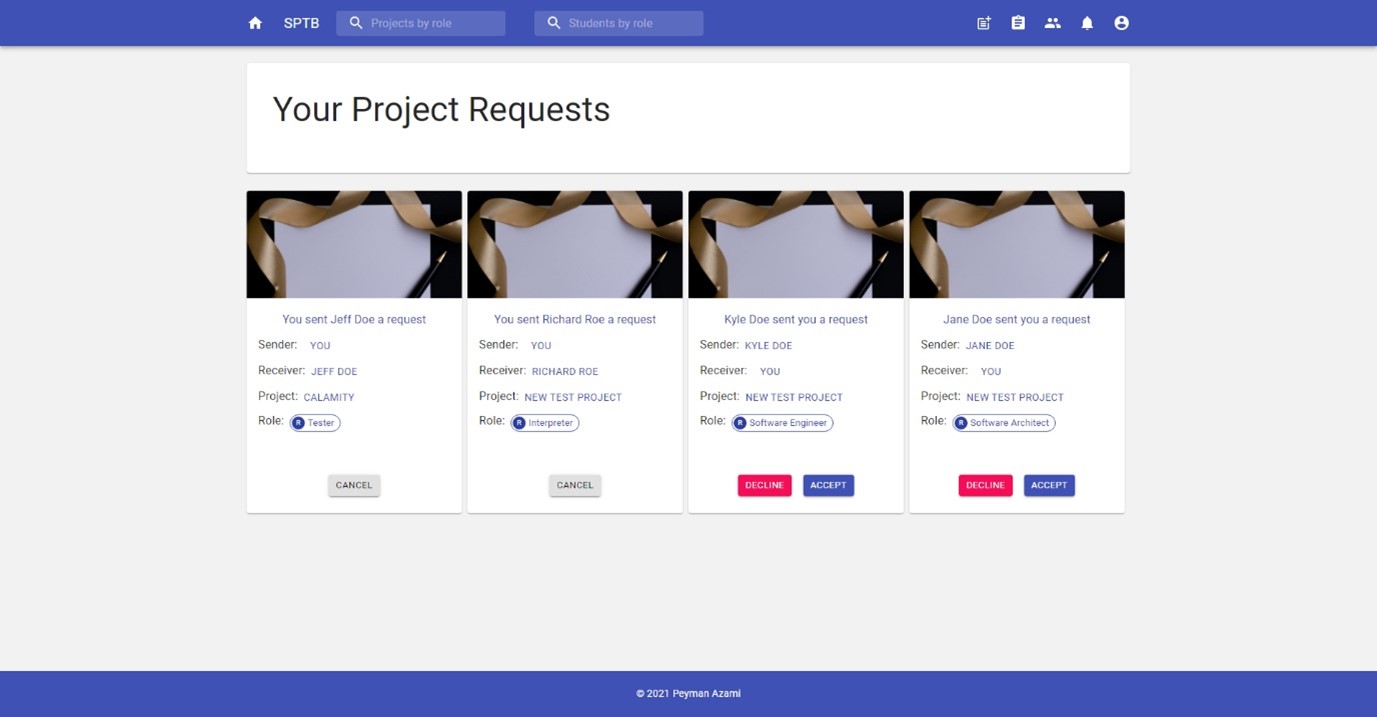 SPTB Projects by role Students by role
Your Project Requests
You sent Jeff Doe a request
Sender: YOU
Receiver: JEFF DOE
Project: CALAMITY
Role: R Tester
CANCEL
You sent Richard Roe a request
Sender: YOU
Receiver: RICHARD ROE
Project: NEW TEST PROJECT
Role: R Interpreter
CANCEL
Kyle Doe sent you a request
Sender: KYLE DOE
Receiver: YOU
Project: NEW TEST PROJECT
Role: R Software Engineer
DECLINE ACCEPT
Jane Doe sent you a request
Sender: JANE DOE
Receiver: YOU
Project: NEW TEST PROJECT
Role: R Software Architect
DECLINE ACCEPT
© 2021 Peyman Azami